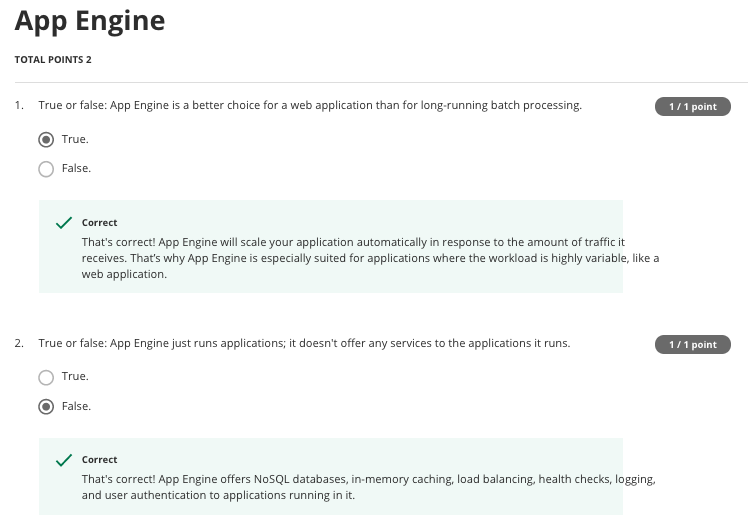 App Engine
TOTAL POINTS 2
1. True or false: App Engine is a better choice for a web application than for long-running batch processing.
1 / 1 point
True.
False.
Correct
That's correct! App Engine will scale your application automatically in response to the amount of traffic it
receives. That’s why App Engine is especially suited for applications where the workload is highly variable, like a
web application.
2. True or false: App Engine just runs applications; it doesn't offer any services to the applications it runs.
1 / 1 point
True.
False.
Correct
That's correct! App Engine offers NoSQL databases, in-memory caching, load balancing, health checks, logging,
and user authentication to applications running in it.